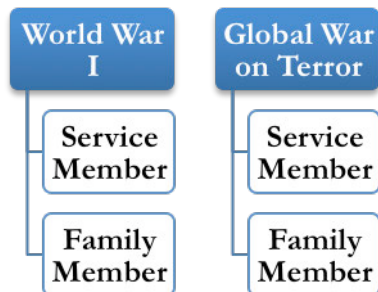 World War
I
Service
Member
Family
Member
Global War
on Terror
Service
Member
Family
Member